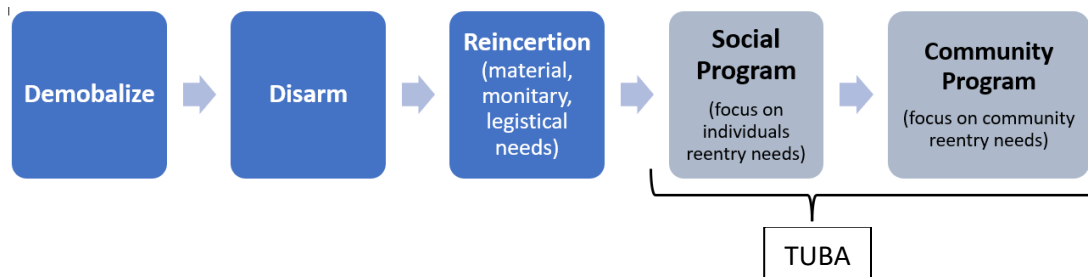 Demobalize
Disarm
Reincertion
(material,
monitary,
legistical
needs)
Social
Program
(focus on
individuals
reentry needs)
Community
Program
(focus on community
reentry needs)
TUBA